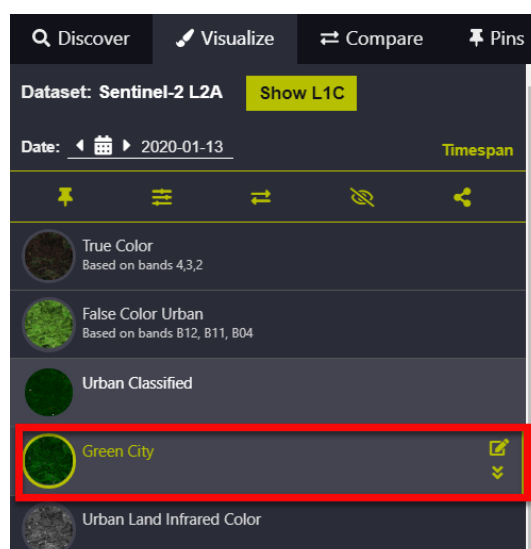 Discover Visualize Compare Pins
Dataset: Sentinel-2 L2A Show L1C
Date: 2020-01-13 Timespan
True Color
Based on bands 4,3,2
False Color Urban
Based on bands B12, B11, B04
Urban Classified
Green City
Urban Land Infrared Color